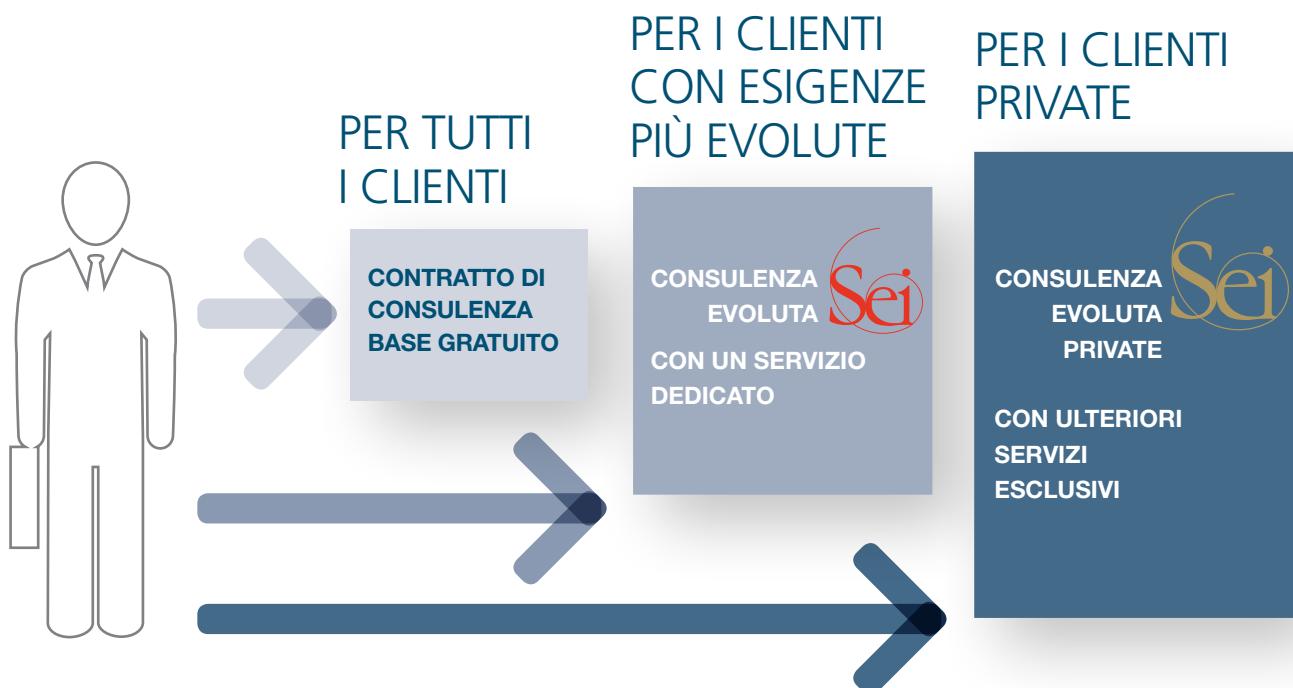 PER TUTTI
I CLIENTI
CONTRATTO DI
CONSULENZA
BASE GRATUITO
PER I CLIENTI
CON ESIGENZE
PIÙ EVOLUTE
CONSULENZA
EVOLUTA
Sei
CON UN SERVIZIO
DEDICATO
PER I CLIENTI
PRIVATE
CONSULENZA
EVOLUTA
PRIVATE
Sei
CON ULTERIORI
SERVIZI
ESCLUSIVI